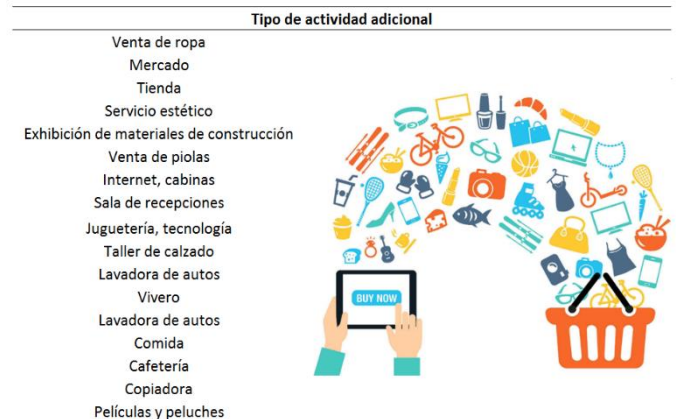 Tipo de actividad adicional
Venta de ropa
Mercado
Tienda
Servicio estético
Exhibición de materiales de construcción
Venta de piolas
Internet, cabinas
Sala de recepciones
Juguetería, tecnología
Taller de calzado
Lavadora de autos
Vivero
Lavadora de autos
Comida
Cafetería
Copiadora
Películas y peluches
BUY NOW